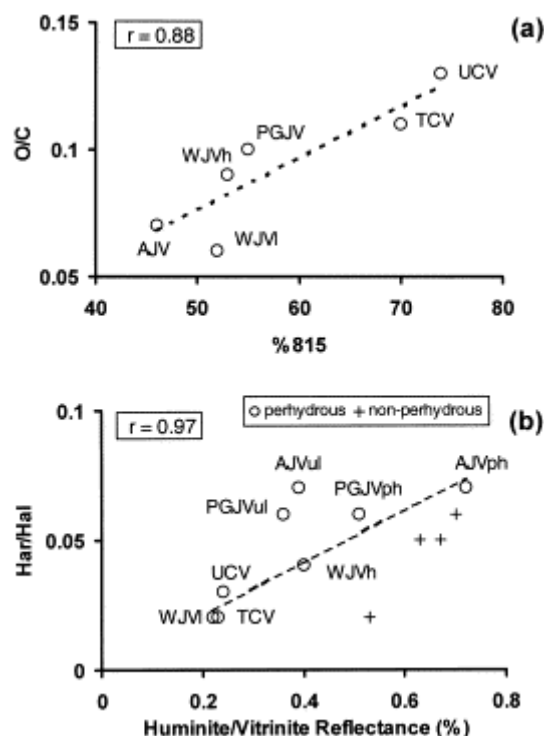 r = 0.88
(a)
O/C
0.15
0.1
0.05
UCV
TCV
PGJV
WJVh
AJV
WJVl
40 50 60 70 80
%815
r = 0.97
perhydrous + non-perhydrous
(b)
Har/Hal
0.1
0.05
0
AJVul
AJVph
PGJVul
PGJVph
UCV
WJVh
WJVl
TCV
0 0.2 0.4 0.6 0.8
Huminite/Vitrinite Reflectance (%)